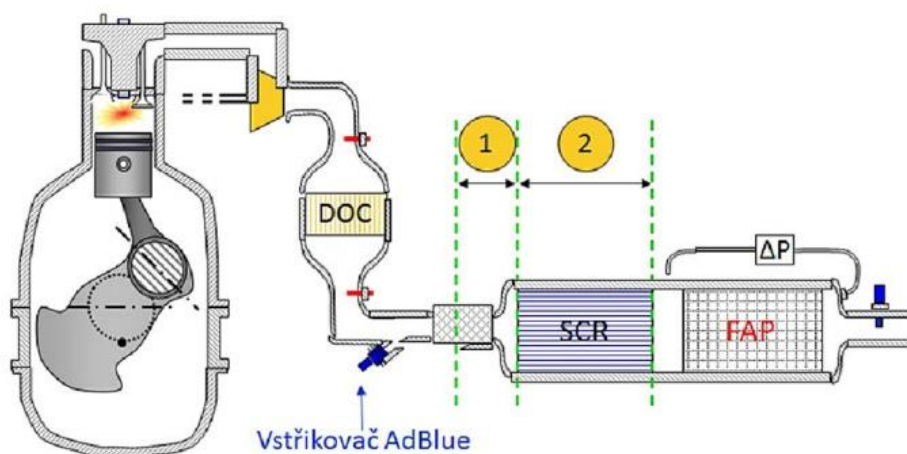 1
2
DOC
ΔP
SCR
FAP
Vstřikovač AdBlue